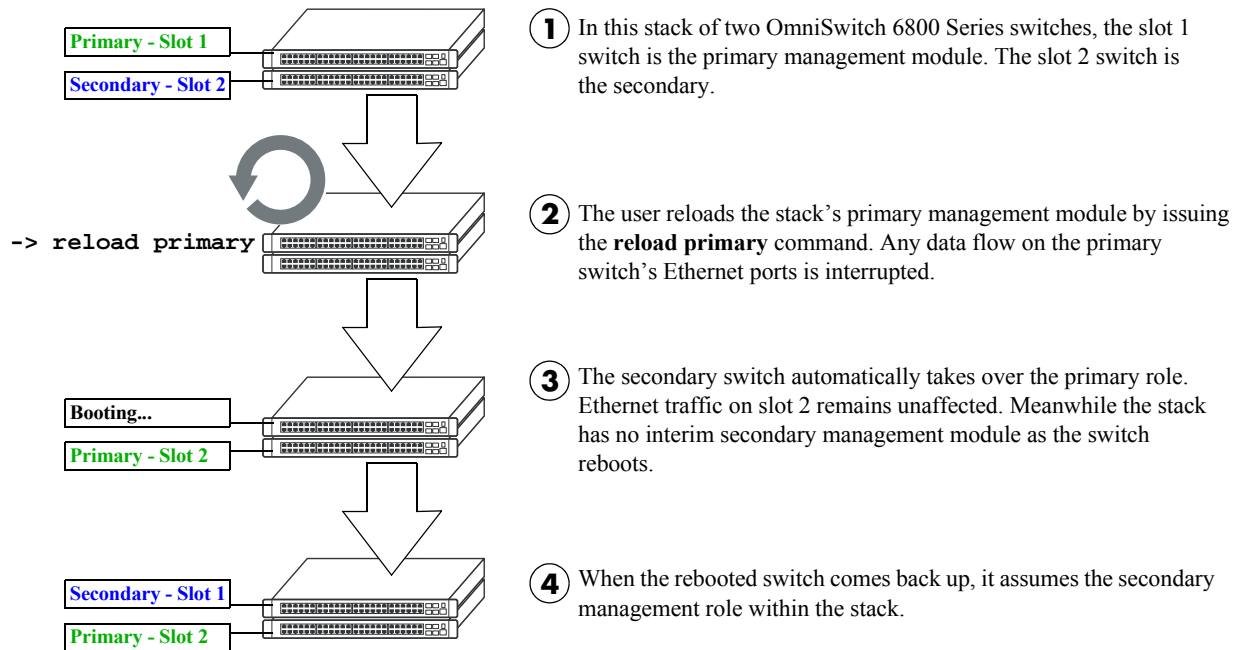 Primary - Slot 1
Secondary - Slot 2
1 In this stack of two OmniSwitch 6800 Series switches, the slot 1
switch is the primary management module. The slot 2 switch is
the secondary.
-> reload primary
2 The user reloads the stack’s primary management module by issuing
the reload primary command. Any data flow on the primary
switch’s Ethernet ports is interrupted.
Booting...
Primary - Slot 2
3 The secondary switch automatically takes over the primary role.
Ethernet traffic on slot 2 remains unaffected. Meanwhile the stack
has no interim secondary management module as the switch
reboots.
Secondary - Slot 1
Primary - Slot 2
4 When the rebooted switch comes back up, it assumes the secondary
management role within the stack.